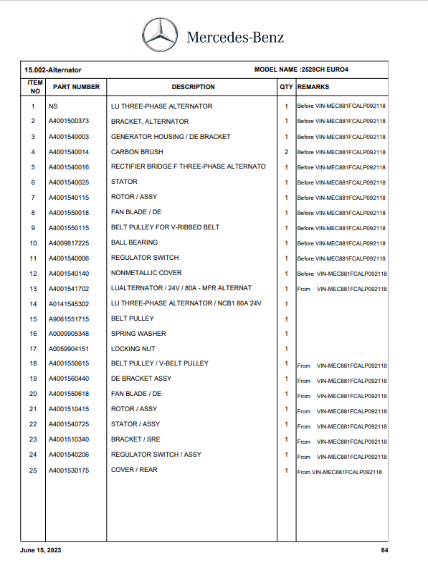 Mercedes-Benz
15.002-Alternator MODEL NAME :2528CH EURO4
ITEM NO PART NUMBER DESCRIPTION QTY REMARKS
1 NS LU THREE-PHASE ALTERNATOR 1 Before VIN-MEC881FCALP092118
2 A4001500373 BRACKET, ALTERNATOR 1 Before VIN-MEC881FCALP092118
3 A4001540003 GENERATOR HOUSING / DE BRACKET 1 Before VIN-MEC881FCALP092118
4 A4001540014 CARBON BRUSH 2 Before VIN-MEC881FCALP092118
5 A4001540016 RECTIFIER BRIDGE F THREE-PHASE ALTERNATO 1 Before VIN-MEC881FCALP092118
6 A4001540025 STATOR 1 Before VIN-MEC881FCALP092118
7 A4001540115 ROTOR / ASSY 1 Before VIN-MEC881FCALP092118
8 A4001550018 FAN BLADE / DE 1 Before VIN-MEC881FCALP092118
9 A4001550115 BELT PULLEY FOR V-RIBBED BELT 1 Before VIN-MEC881FCALP092118
10 A4009817225 BALL BEARING 1 Before VIN-MEC881FCALP092118
11 A4001540006 REGULATOR SWITCH 1 Before VIN-MEC881FCALP092118
12 A4001540140 NONMETALLIC COVER 1 Before VIN-MEC881FCALP092118
13 A4001541702 LUALTERNATOR / 24V / 80A - MFR ALTERNAT 1 From VIN-MEC881FCALP092118
14 A0141545302 LU THREE-PHASE ALTERNATOR / NCB1 80A 24V 1
15 A9061551715 BELT PULLEY 1
16 A0009905348 SPRING WASHER 1
17 A0059904151 LOCKING NUT 1
18 A4001550615 BELT PULLEY / V-BELT PULLEY 1 From VIN-MEC881FCALP092118
19 A4001560440 DE BRACKET ASSY 1 From VIN-MEC881FCALP092118
20 A4001550618 FAN BLADE / DE 1 From VIN-MEC881FCALP092118
21 A4001510415 ROTOR / ASSY 1 From VIN-MEC881FCALP092118
22 A4001540725 STATOR / ASSY 1 From VIN-MEC881FCALP092118
23 A4001510340 BRACKET / SRE 1 From VIN-MEC881FCALP092118
24 A4001540206 REGULATOR SWITCH / ASSY 1 From VIN-MEC881FCALP092118
25 A4001530175 COVER / REAR 1 From VIN-MEC881FCALP092118
June 15, 2023 64